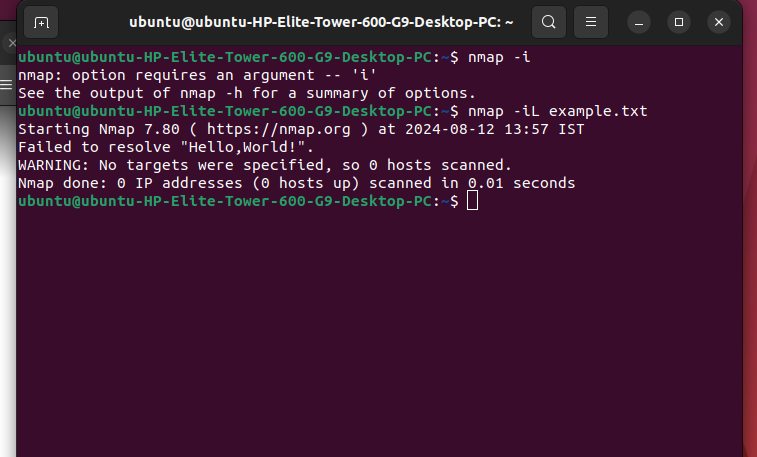 ubuntu@ubuntu-HP-Elite-Tower-600-G9-Desktop-PC: ~
ubuntu@ubuntu-HP-Elite-Tower-600-G9-Desktop-PC:~$ nmap -i
nmap: option requires an argument -- 'i'
See the output of nmap -h for a summary of options.
ubuntu@ubuntu-HP-Elite-Tower-600-G9-Desktop-PC:~$ nmap -iL example.txt
Starting Nmap 7.80 ( https://nmap.org ) at 2024-08-12 13:57 IST
Failed to resolve "Hello,World!".
WARNING: No targets were specified, so 0 hosts scanned.
Nmap done: 0 IP addresses (0 hosts up) scanned in 0.01 seconds
ubuntu@ubuntu-HP-Elite-Tower-600-G9-Desktop-PC:~$